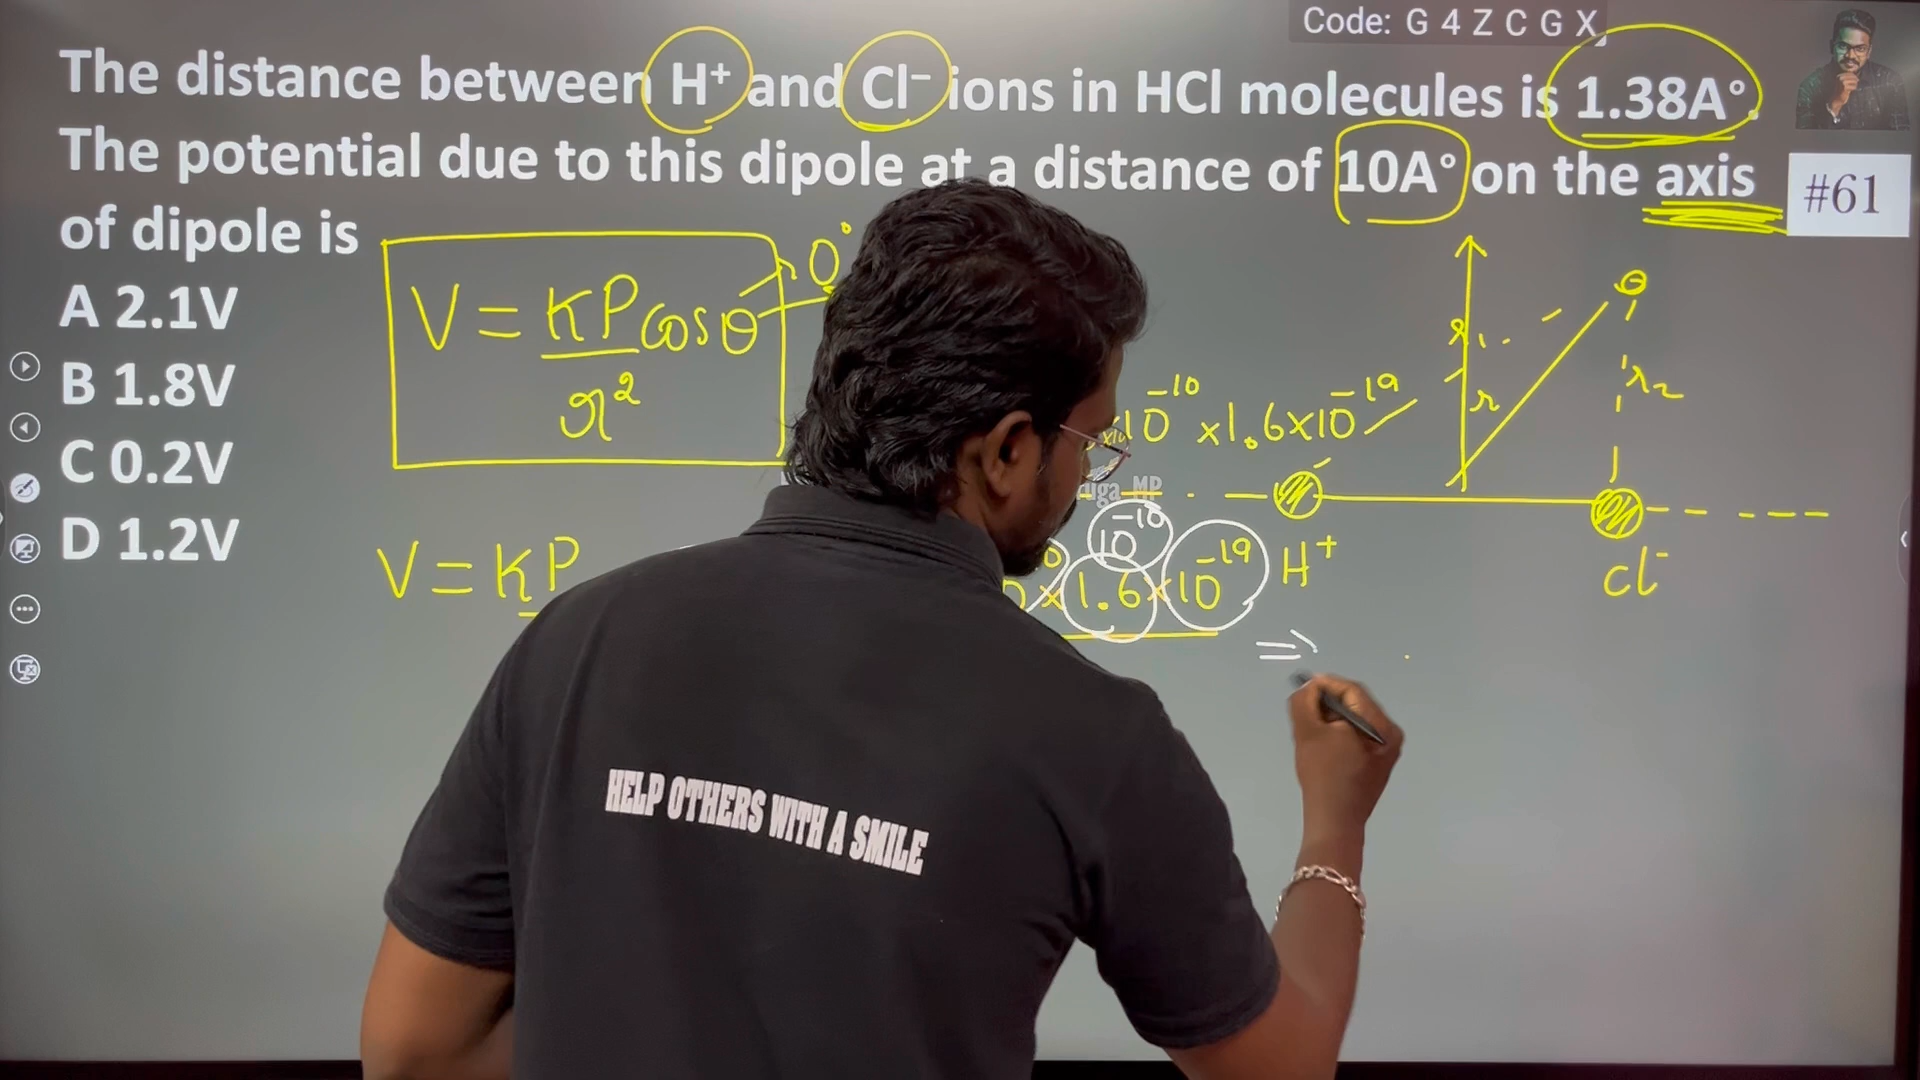 Code: G 4 Z C G X
The distance between H⁺ and Cl⁻ ions in HCl molecules is 1.38A°.
The potential due to this dipole at a distance of 10A° on the axis
of dipole is
#61
A 2.1V
B 1.8V
C 0.2V
D 1.2V
V = KP cosθ
r²
0°
10⁻¹⁰ × 1.6×10⁻¹⁹
r₁
r
r₂
H⁺
Cl⁻
V = KP
10⁻¹⁰
× 1.6 × 10⁻¹⁹
⇒
HELP OTHERS WITH A SMILE